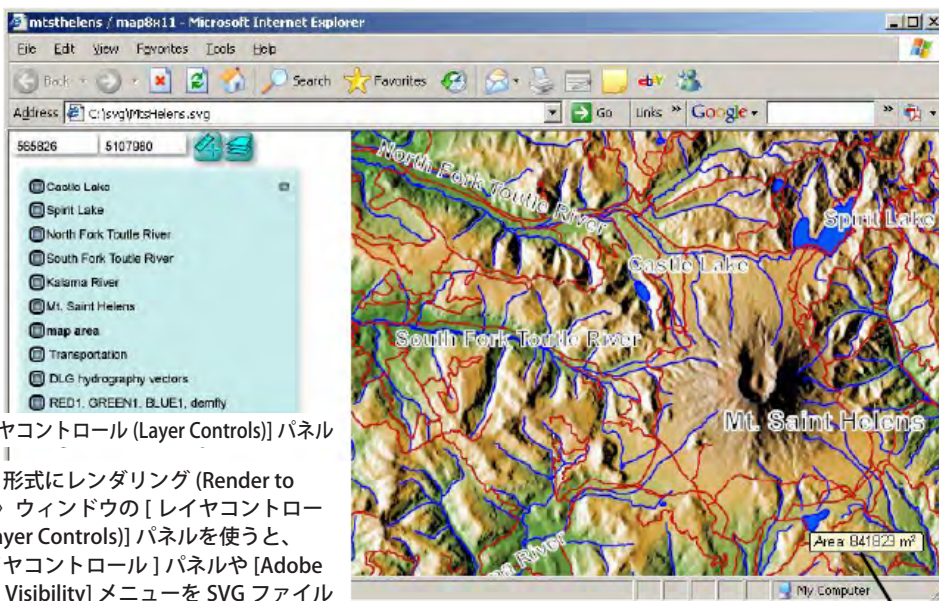 mtsthelens / map8x11 - Microsoft Internet Explorer
File Edit View Favorites Tools Help
Back Search Favorites
Address C:\svg\MtsHelens.svg Go Links » Google »
565826 5107980
Castle Lake
Spirit Lake
North Fork Toutle River
South Fork Toutle River
Kalama River
Mt. Saint Helens
map area
Transportation
DLG hydrography vectors
RED1, GREEN1, BLUE1, demfly
North Fork Toutle River
Spirit Lake
Castle Lake
South Fork Toutle River
Mt. Saint Helens
River
Area 841823 m²
My Computer
ヤコントロール (Layer Controls)] パネル
形式にレンダリング (Render to
ウィンドウの [ レイヤコントロー
ayer Controls)] パネルを使うと、
ヤコントロール ] パネルや [Adobe
Visibility] メニューを SVG ファイル